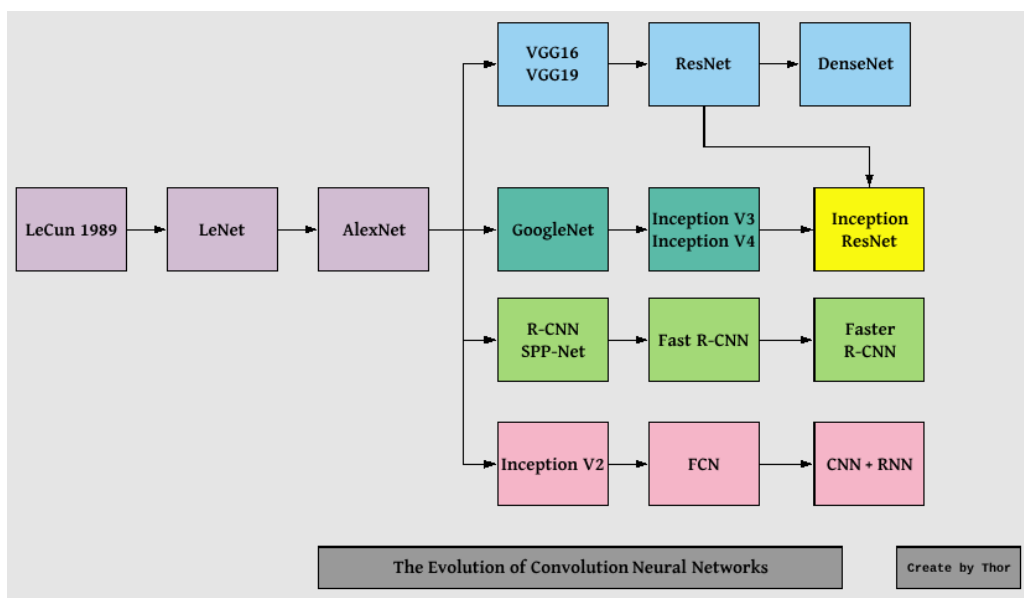 VGG16
VGG19
ResNet
DenseNet
LeCun 1989
LeNet
AlexNet
GoogleNet
Inception V3
Inception V4
Inception
ResNet
R-CNN
SPP-Net
Fast R-CNN
Faster
R-CNN
Inception V2
FCN
CNN + RNN
The Evolution of Convolution Neural Networks
Create by Thor